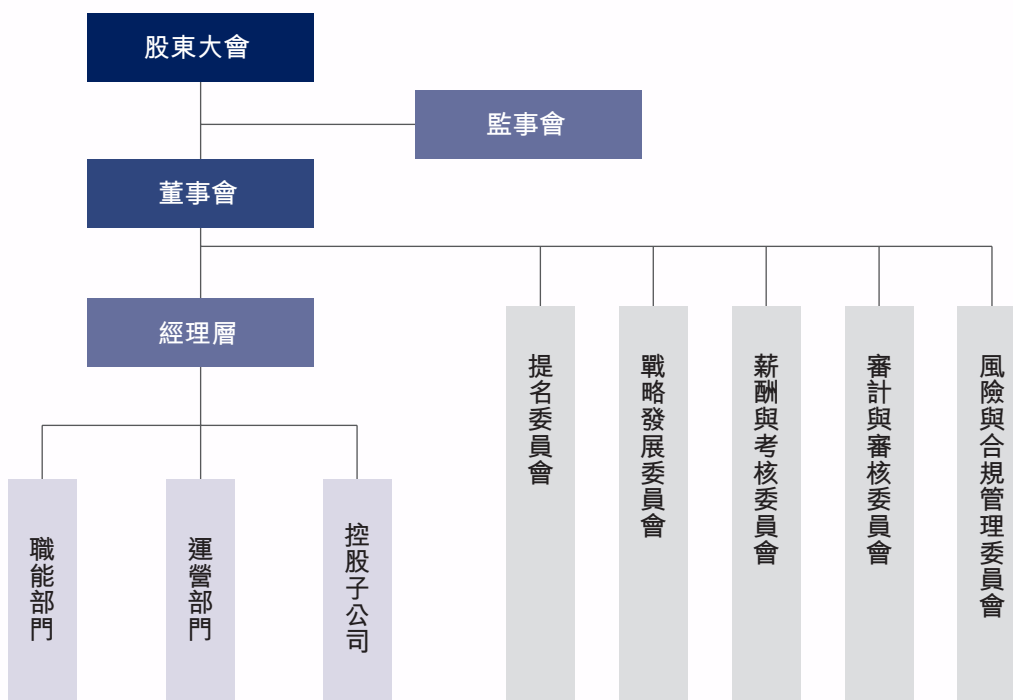 股東大會
監事會
董事會
經理層
提名委員會
戰略發展委員會
薪酬與考核委員會
審計與審核委員會
風險與合規管理委員會
職能部門
運營部門
控股子公司